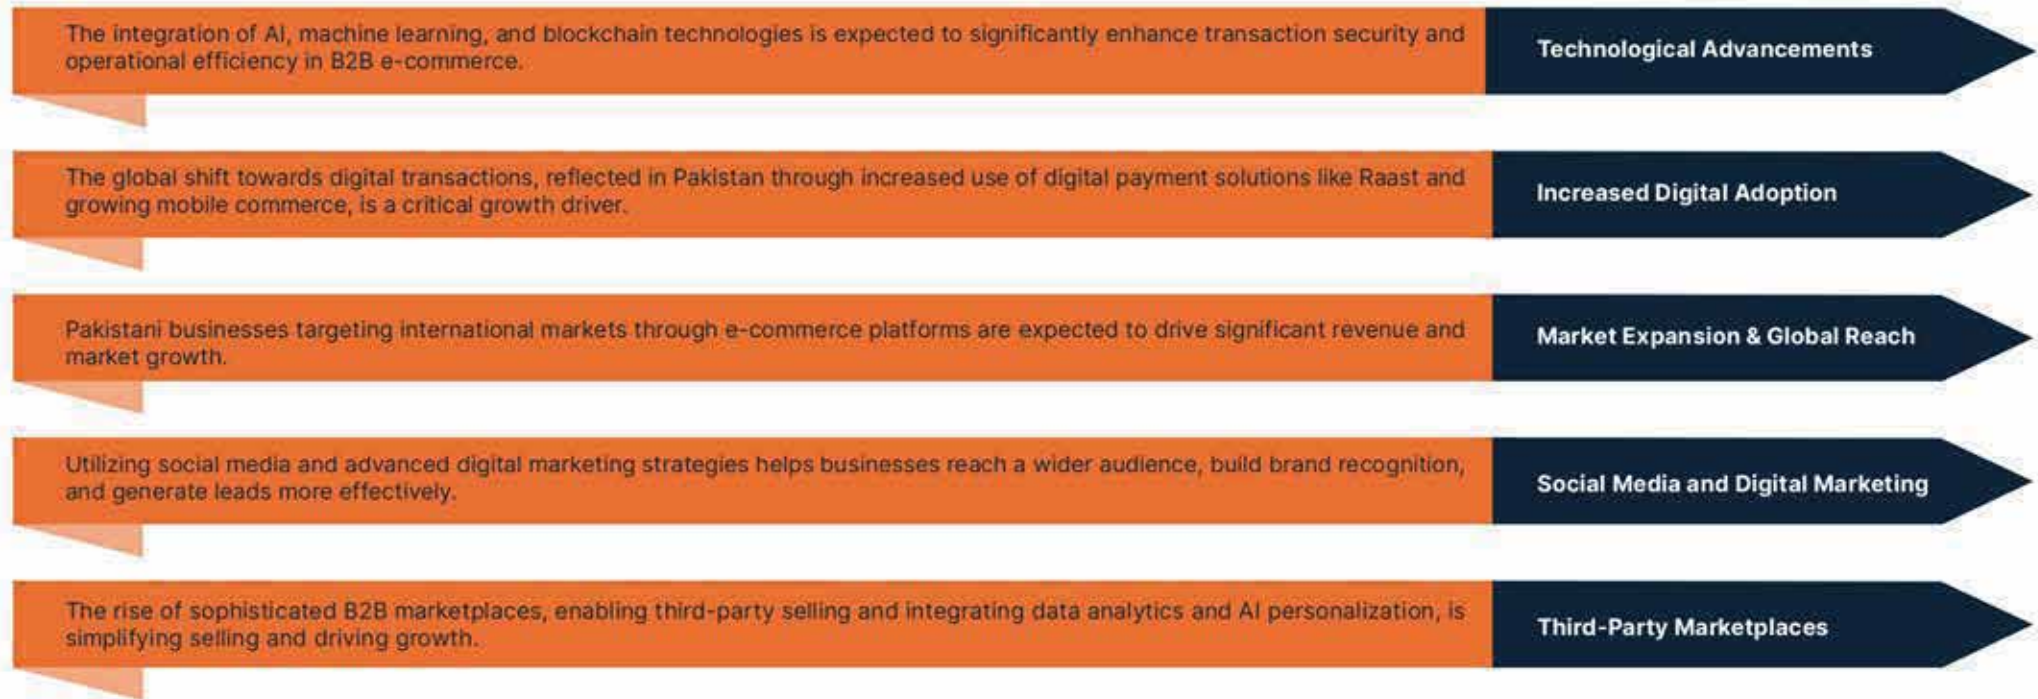 The integration of AI, machine learning, and blockchain technologies is expected to significantly enhance transaction security and
operational efficiency in B2B e-commerce.
Technological Advancements
The global shift towards digital transactions, reflected in Pakistan through increased use of digital payment solutions like Raast and
growing mobile commerce, is a critical growth driver.
Increased Digital Adoption
Pakistani businesses targeting international markets through e-commerce platforms are expected to drive significant revenue and
market growth.
Market Expansion & Global Reach
Utilizing social media and advanced digital marketing strategies helps businesses reach a wider audience, build brand recognition,
and generate leads more effectively.
Social Media and Digital Marketing
The rise of sophisticated B2B marketplaces, enabling third-party selling and integrating data analytics and AI personalization, is
simplifying selling and driving growth.
Third-Party Marketplaces